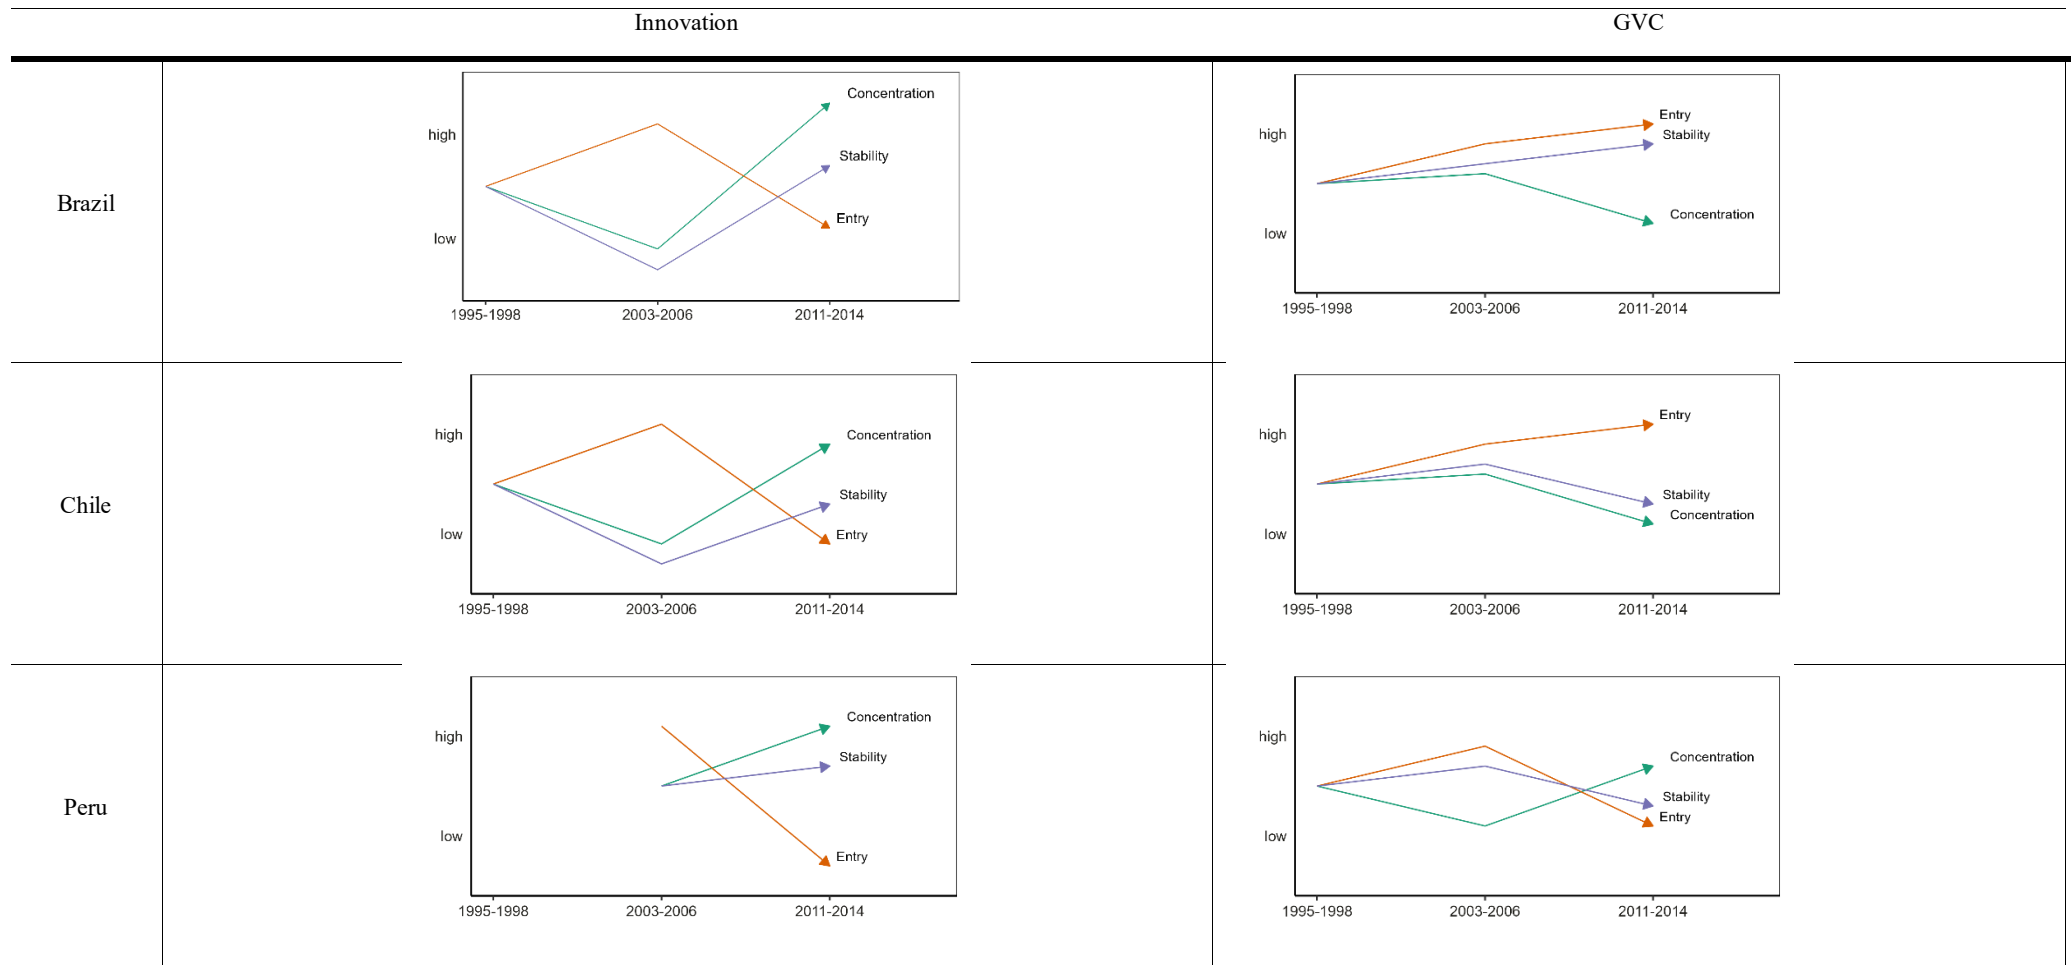 Innovation GVC
Brazil
high
low
Concentration
Stability
Entry
1995-1998 2003-2006 2011-2014
high
low
Entry
Stability
Concentration
1995-1998 2003-2006 2011-2014
Chile
high
low
Concentration
Stability
Entry
1995-1998 2003-2006 2011-2014
high
low
Entry
Stability
Concentration
1995-1998 2003-2006 2011-2014
Peru
high
low
Concentration
Stability
Entry
1995-1998 2003-2006 2011-2014
high
low
Concentration
Stability
Entry
1995-1998 2003-2006 2011-2014